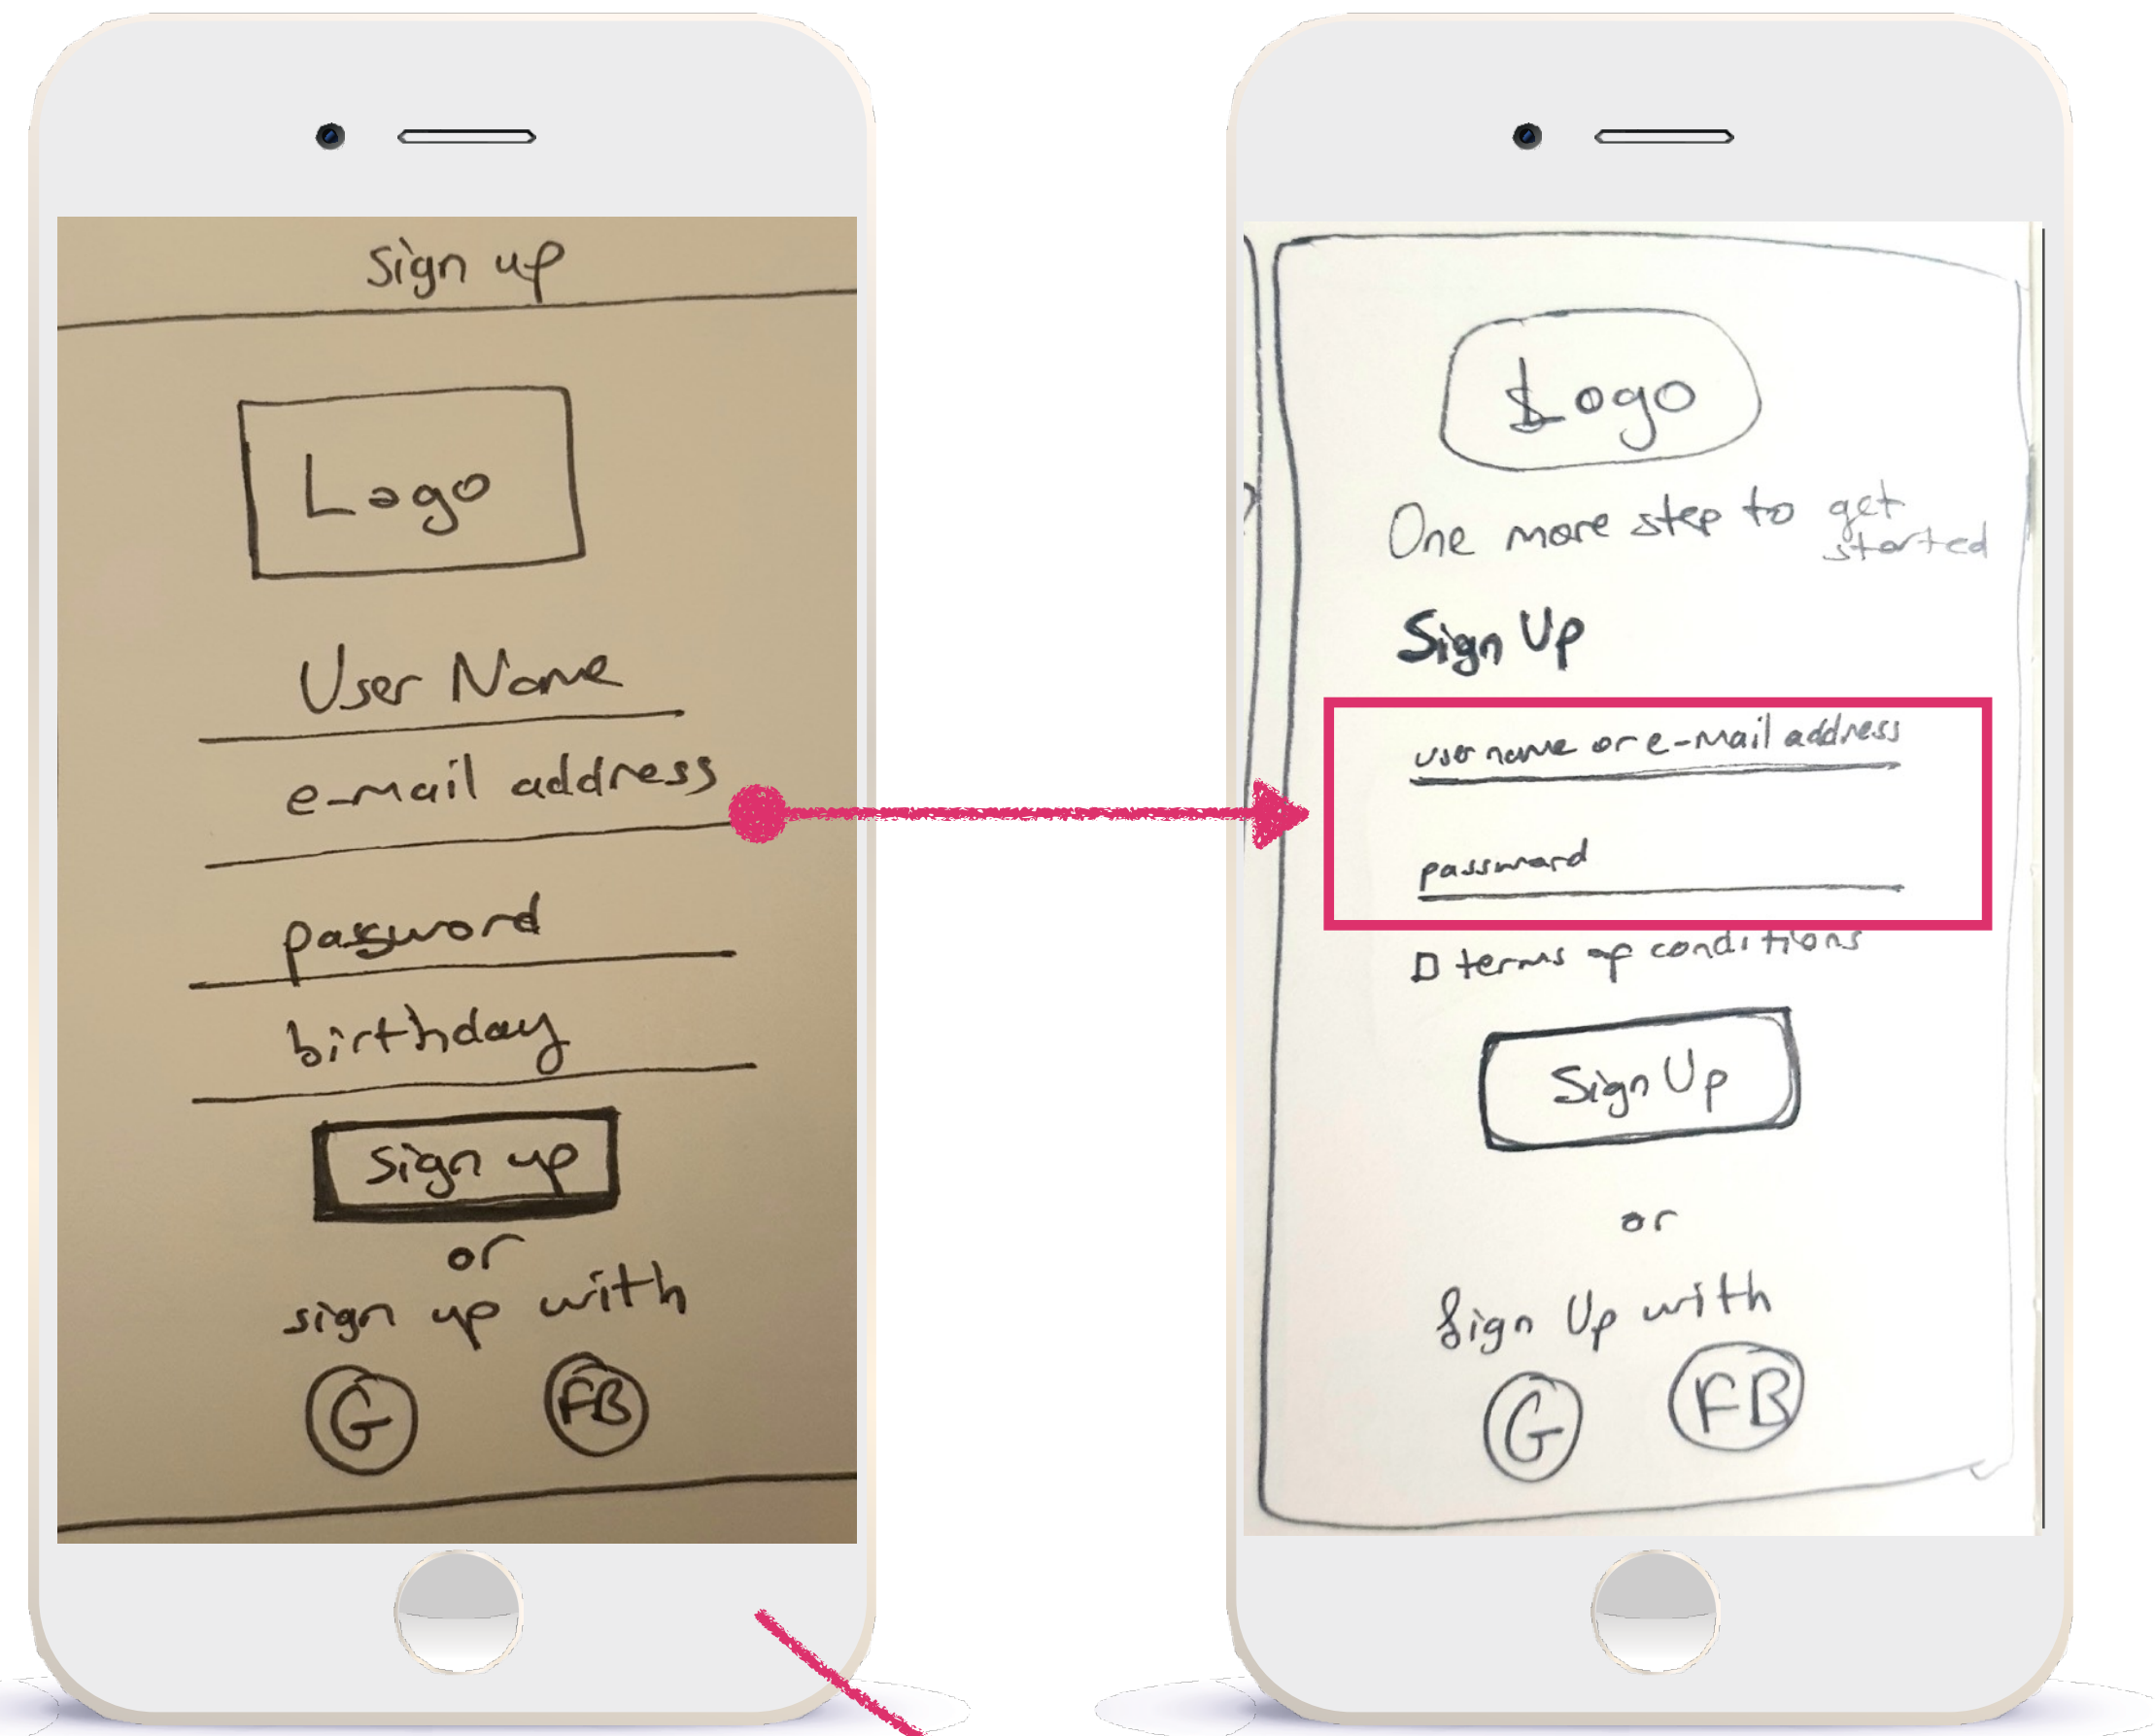 Sign up
Logo
User Name
e-mail address
password
birthday
sign up
or
sign up with
G FB
Logo
One more step to get
started
Sign Up
user name or e-mail address
password
terms of conditions
Sign Up
or
Sign Up with
G FB